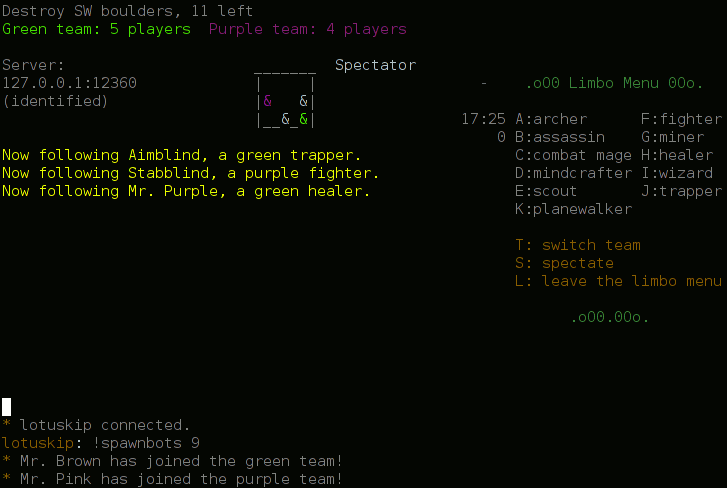 Destroy SW boulders, 11 left
Green team: 5 players  Purple team: 4 players
Server:
127.0.0.1:12360
(identified)
_______  Spectator
|     |
|&   &|
|__&_&|
-    .oO0 Limbo Menu 0Oo.
17:25 A:archer      F:fighter
0 B:assassin    G:miner
C:combat mage H:healer
D:mindcrafter I:wizard
E:scout       J:trapper
K:planewalker
T: switch team
S: spectate
L: leave the limbo menu
.oO0.0Oo.
Now following Aimblind, a green trapper.
Now following Stabblind, a purple fighter.
Now following Mr. Purple, a green healer.
* lotuskip connected.
lotuskip: !spawnbots 9
* Mr. Brown has joined the green team!
* Mr. Pink has joined the purple team!